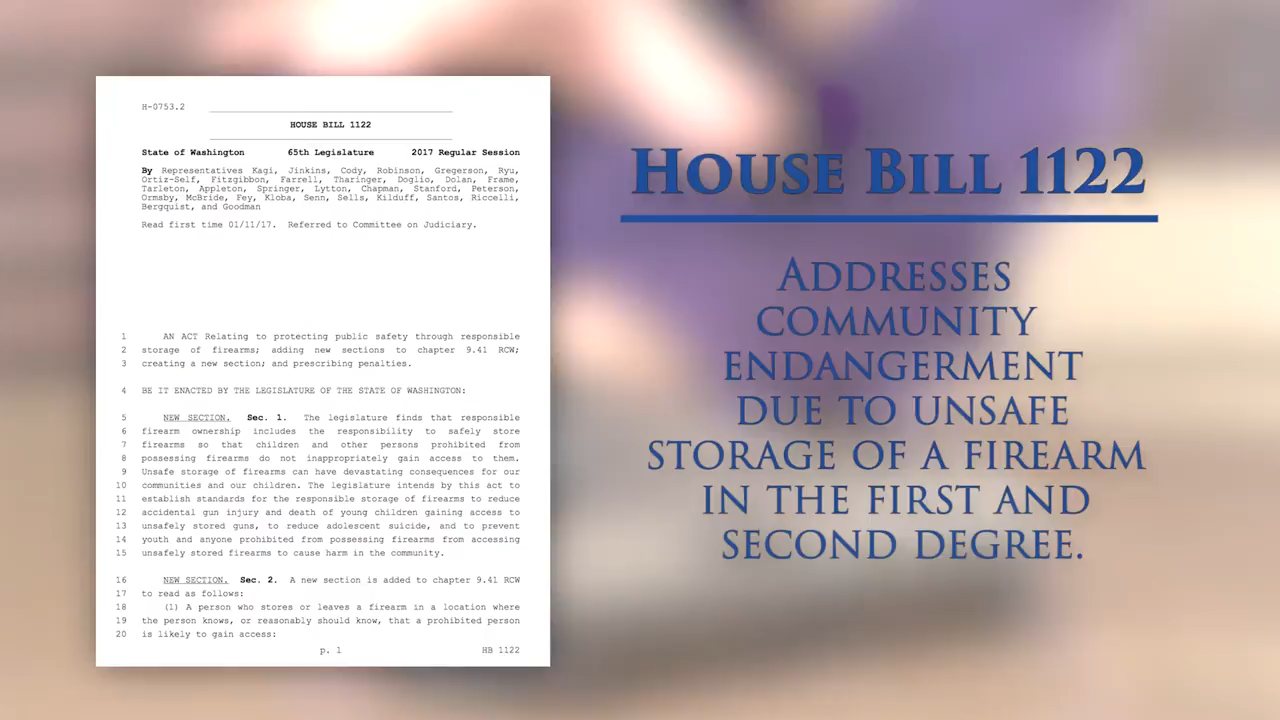 H-0753.2
HOUSE BILL 1122
State of Washington 65th Legislature 2017 Regular Session
By Representatives Kagi, Jinkins, Cody, Robinson, Gregerson, Ryu,
Ortiz-Self, Fitzgibbon, Farrell, Tharinger, Doglio, Dolan, Frame,
Tarleton, Appleton, Springer, Lytton, Chapman, Stanford, Peterson,
Ormsby, McBride, Fey, Kloba, Senn, Sells, Kilduff, Santos, Riccelli,
Bergquist, and Goodman
Read first time 01/11/17. Referred to Committee on Judiciary.
1 AN ACT Relating to protecting public safety through responsible
2 storage of firearms; adding new sections to chapter 9.41 RCW;
3 creating a new section; and prescribing penalties.
4 BE IT ENACTED BY THE LEGISLATURE OF THE STATE OF WASHINGTON:
5 NEW SECTION. Sec. 1. The legislature finds that responsible
6 firearm ownership includes the responsibility to safely store
7 firearms so that children and other persons prohibited from
8 possessing firearms do not inappropriately gain access to them.
9 Unsafe storage of firearms can have devastating consequences for our
10 communities and our children. The legislature intends by this act to
11 establish standards for the responsible storage of firearms to reduce
12 accidental gun injury and death of young children gaining access to
13 unsafely stored guns, to reduce adolescent suicide, and to prevent
14 youth and anyone prohibited from possessing firearms from accessing
15 unsafely stored firearms to cause harm in the community.
16 NEW SECTION. Sec. 2. A new section is added to chapter 9.41 RCW
17 to read as follows:
18 (1) A person who stores or leaves a firearm in a location where
19 the person knows, or reasonably should know, that a prohibited person
20 is likely to gain access:
p. 1 HB 1122
HOUSE BILL 1122
ADDRESSES
COMMUNITY
ENDANGERMENT
DUE TO UNSAFE
STORAGE OF A FIREARM
IN THE FIRST AND
SECOND DEGREE.